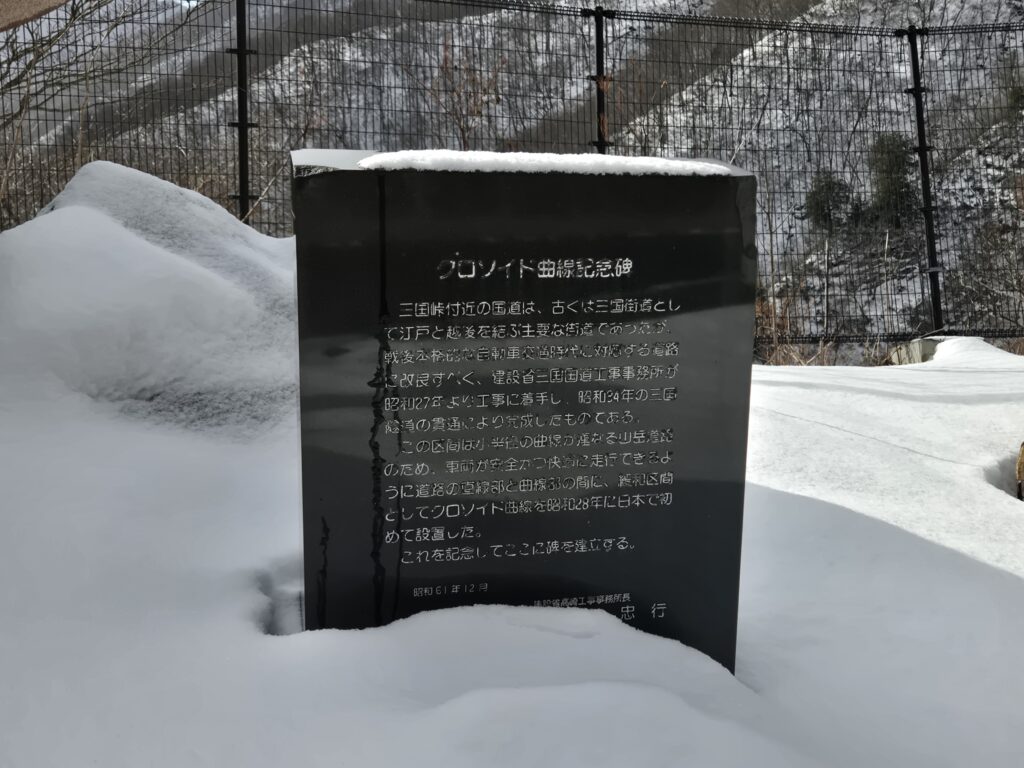 クロソイド曲線記念碑
三国峠付近の国道は、古くは三国街道とし
て江戸と越後を結ぶ主要な街道であったが、
戦後本格的な自動車交通時代に対応する道路
に改良すべく、建設省三国国道工事事務所が
昭和27年より工事に着手し、昭和34年の三国
隧道の貫通により完成したものである。
この区間は小半径の曲線が連なる山岳道路
のため、車両が安全かつ快適に走行できるよ
うに道路の直線部と曲線部の間に、緩和区間
としてクロソイド曲線を昭和28年に日本で初
めて設置した。
これを記念してここに碑を建立する。
昭和61年12月
建設省高崎工事事務所長
忠行